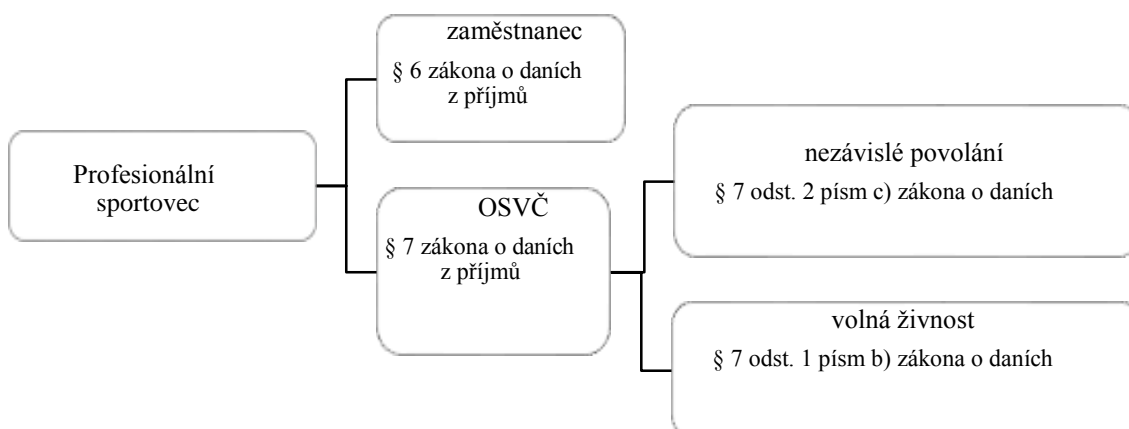 Profesionální
sportovec
zaměstnanec
§ 6 zákona o daních
z příjmů
OSVČ
§ 7 zákona o daních
z příjmů
nezávislé povolání
§ 7 odst. 2 písm c) zákona o daních
volná živnost
§ 7 odst. 1 písm b) zákona o daních